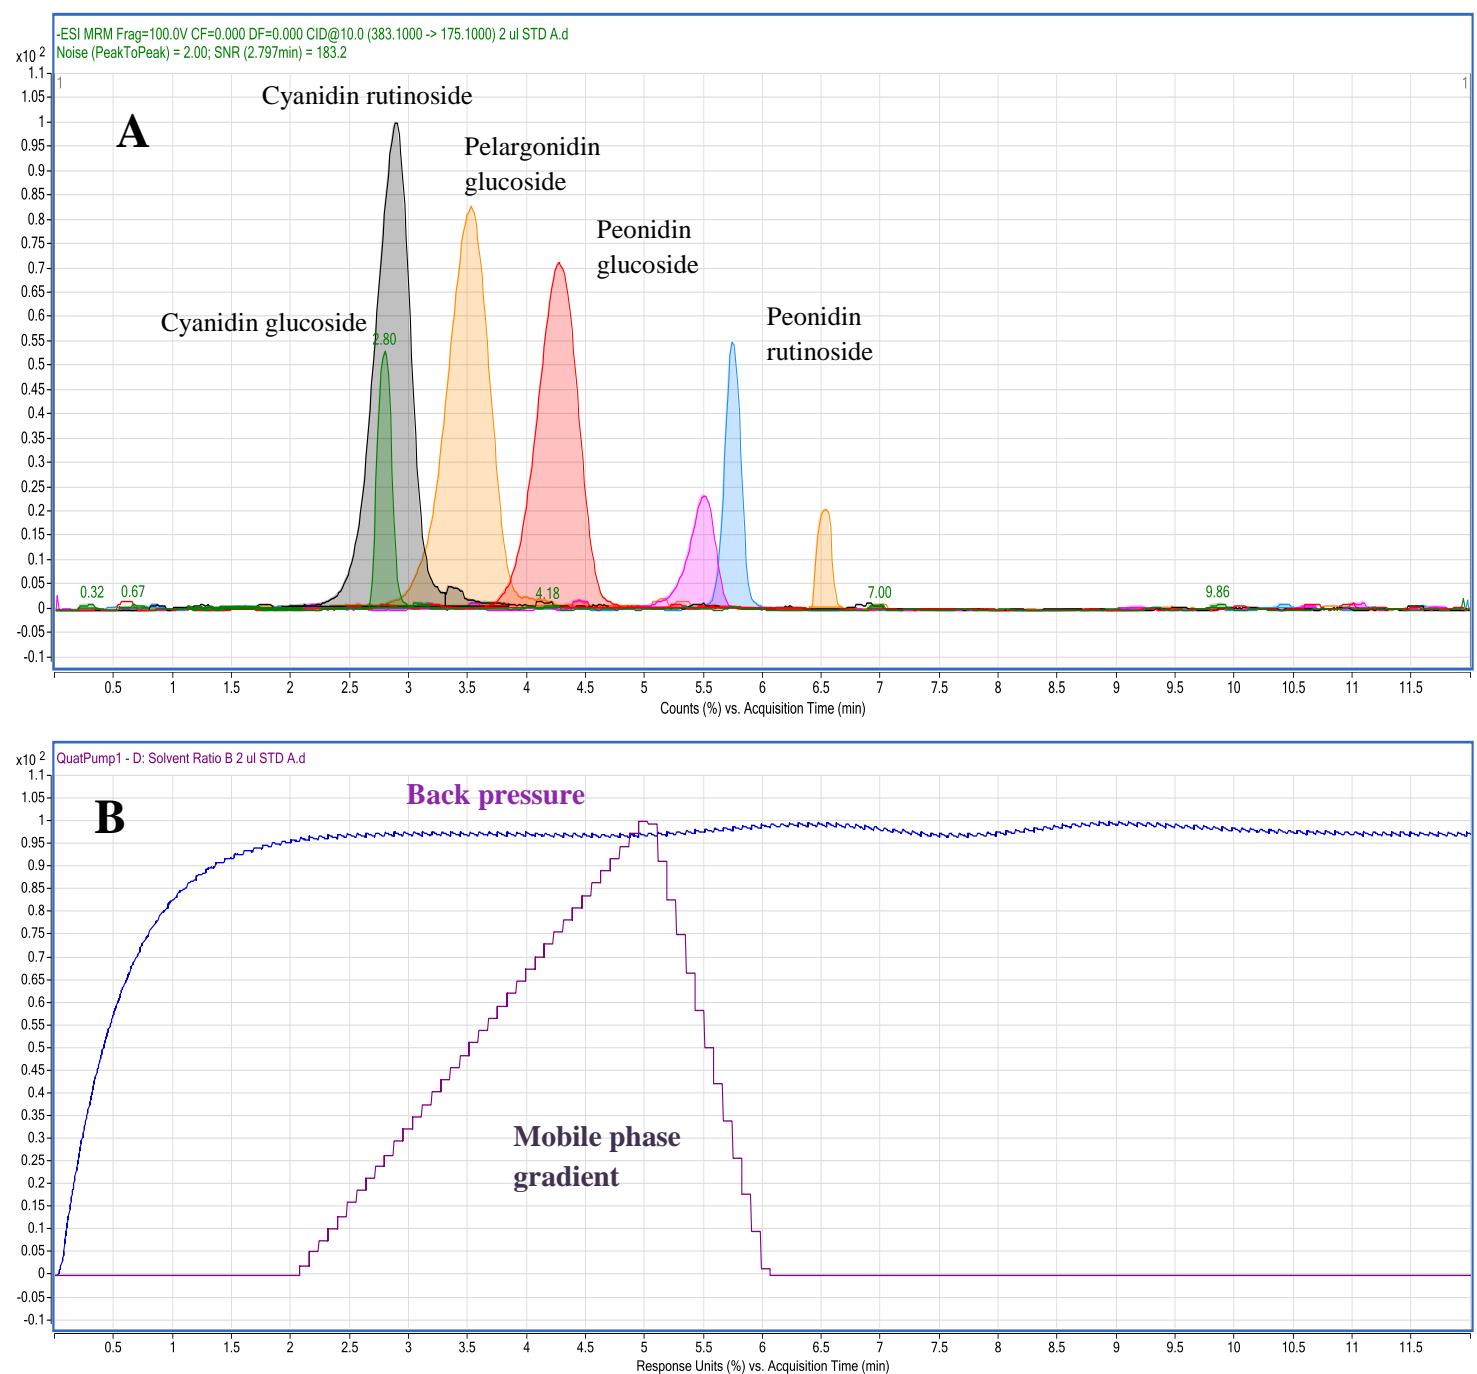 -ESI MRM Frag=100.0V CF=0.000 DF=0.000 CID@10.0 (383.1000 -> 175.1000) 2 ul STD A.d
Noise (PeakToPeak) = 2.00; SNR (2.797min) = 183.2
x10 2
1.1
1.05
1
0.95
0.9
0.85
0.8
0.75
0.7
0.65
0.6
0.55
0.5
0.45
0.4
0.35
0.3
0.25
0.2
0.15
0.1
0.05
0
-0.05
-0.1
1
1
A
Cyanidin rutinoside
Pelargonidin
glucoside
Peonidin
glucoside
Cyanidin glucoside
2.80
Peonidin
rutinoside
0.32
0.67
4.18
7.00
9.86
0.5 1 1.5 2 2.5 3 3.5 4 4.5 5 5.5 6 6.5 7 7.5 8 8.5 9 9.5 10 10.5 11 11.5
Counts (%) vs. Acquisition Time (min)
QuatPump1 - D: Solvent Ratio B 2 ul STD A.d
x10 2
1.1
1.05
1
0.95
0.9
0.85
0.8
0.75
0.7
0.65
0.6
0.55
0.5
0.45
0.4
0.35
0.3
0.25
0.2
0.15
0.1
0.05
0
-0.05
-0.1
B
Back pressure
Mobile phase
gradient
0.5 1 1.5 2 2.5 3 3.5 4 4.5 5 5.5 6 6.5 7 7.5 8 8.5 9 9.5 10 10.5 11 11.5
Response Units (%) vs. Acquisition Time (min)